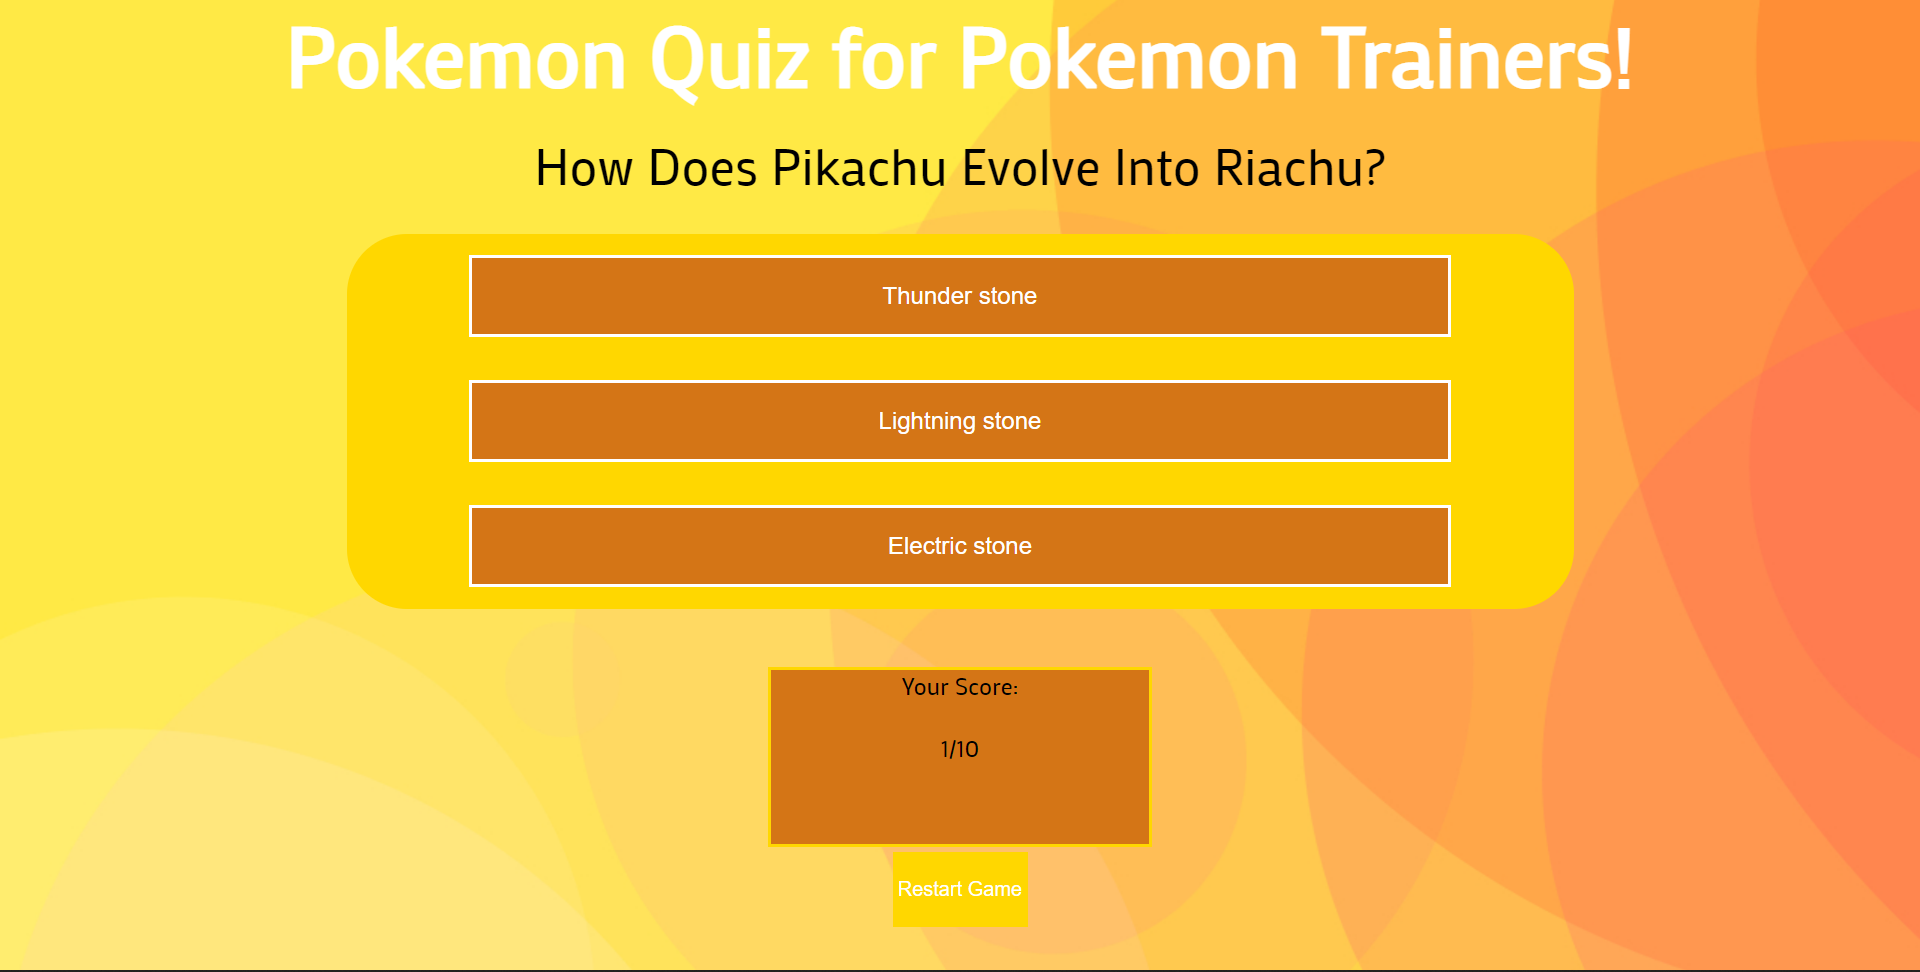 Pokemon Quiz for Pokemon Trainers!
How Does Pikachu Evolve Into Riachu?
Thunder stone
Lightning stone
Electric stone
Your Score:
1/10
Restart Game